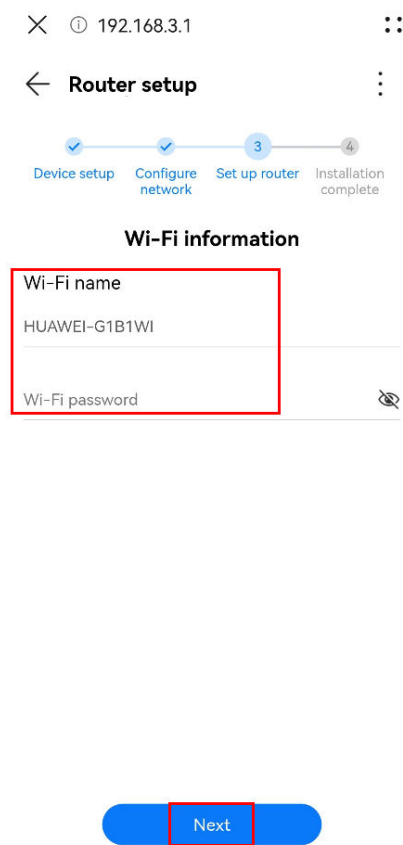 192.168.3.1
Router setup
3
4
Device setup
Configure
network
Set up router
Installation
complete
Wi-Fi information
Wi-Fi name
HUAWEI-G1B1WI
Wi-Fi password
Next